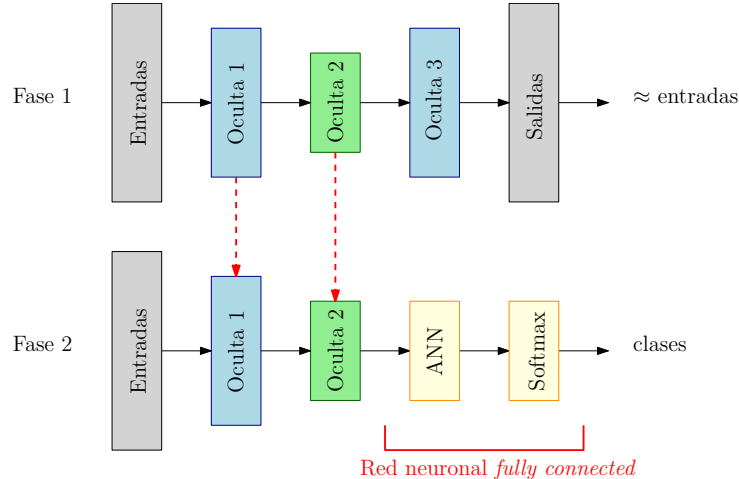 Fase 1
Entradas
Oculta 1
Oculta 2
Oculta 3
Salidas
≈ entradas
Fase 2
Entradas
Oculta 1
Oculta 2
ANN
Softmax
clases
Red neuronal fully connected